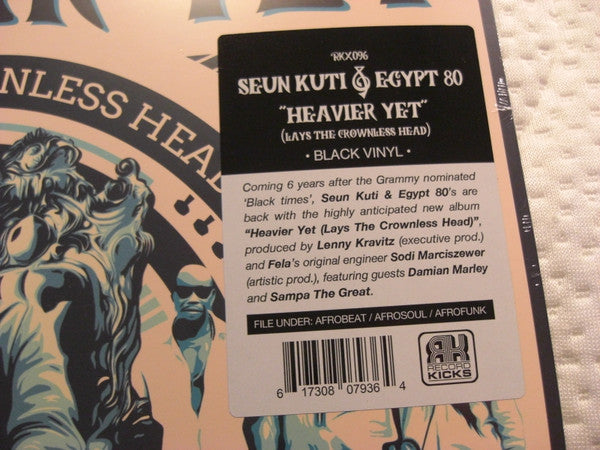 NLESS HEAD
RKX096
SEUN KUTI & EGYPT 80
"HEAVIER YET"
(LAYS THE CROWNLESS HEAD)
• BLACK VINYL •
Coming 6 years after the Grammy nominated
'Black times', Seun Kuti & Egypt 80's are
back with the highly anticipated new album
"Heavier Yet (Lays The Crownless Head)",
produced by Lenny Kravitz (executive prod.)
and Fela's original engineer Sodi Marciszewer
(artistic prod.), featuring guests Damian Marley
and Sampa The Great.
FILE UNDER: AFROBEAT / AFROSOUL / AFROFUNK
6 17308 07936 4
RK
RECORD
KICKS